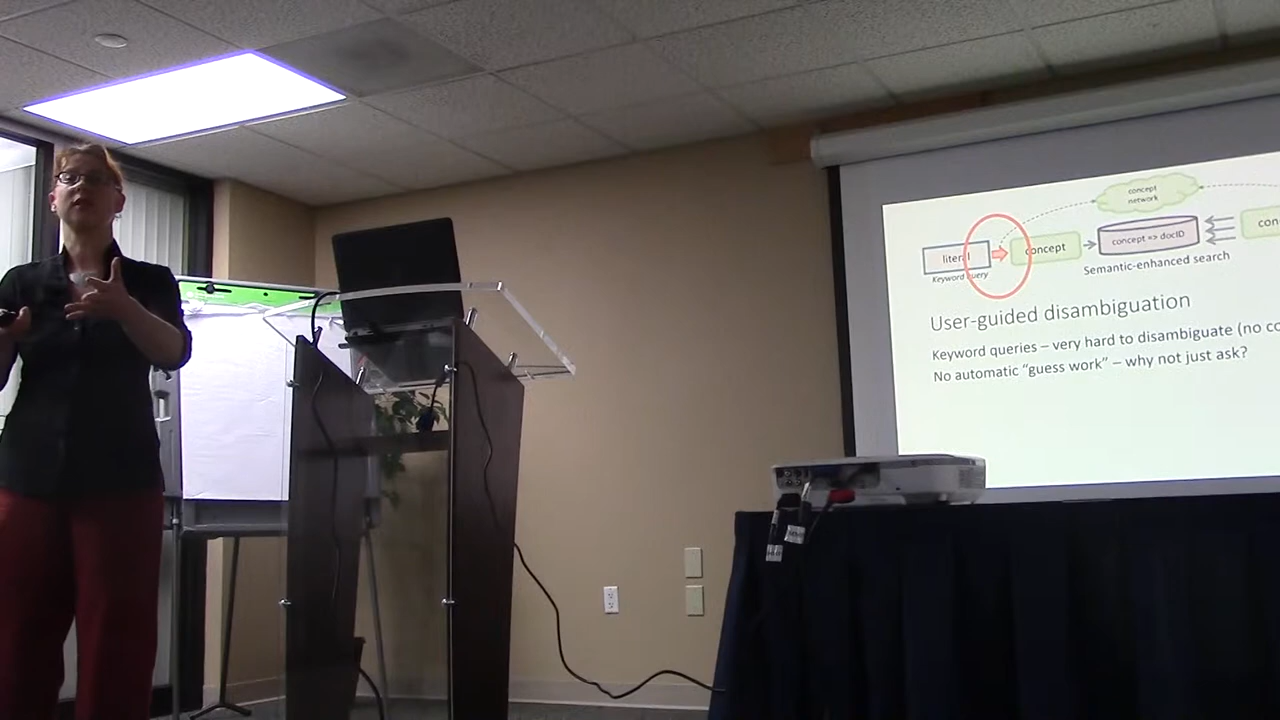 concept
network
literal
concept
concept => docID
con
Keyword query
Semantic-enhanced search
User-guided disambiguation
Keyword queries – very hard to disambiguate (no co
No automatic “guess work” – why not just ask?